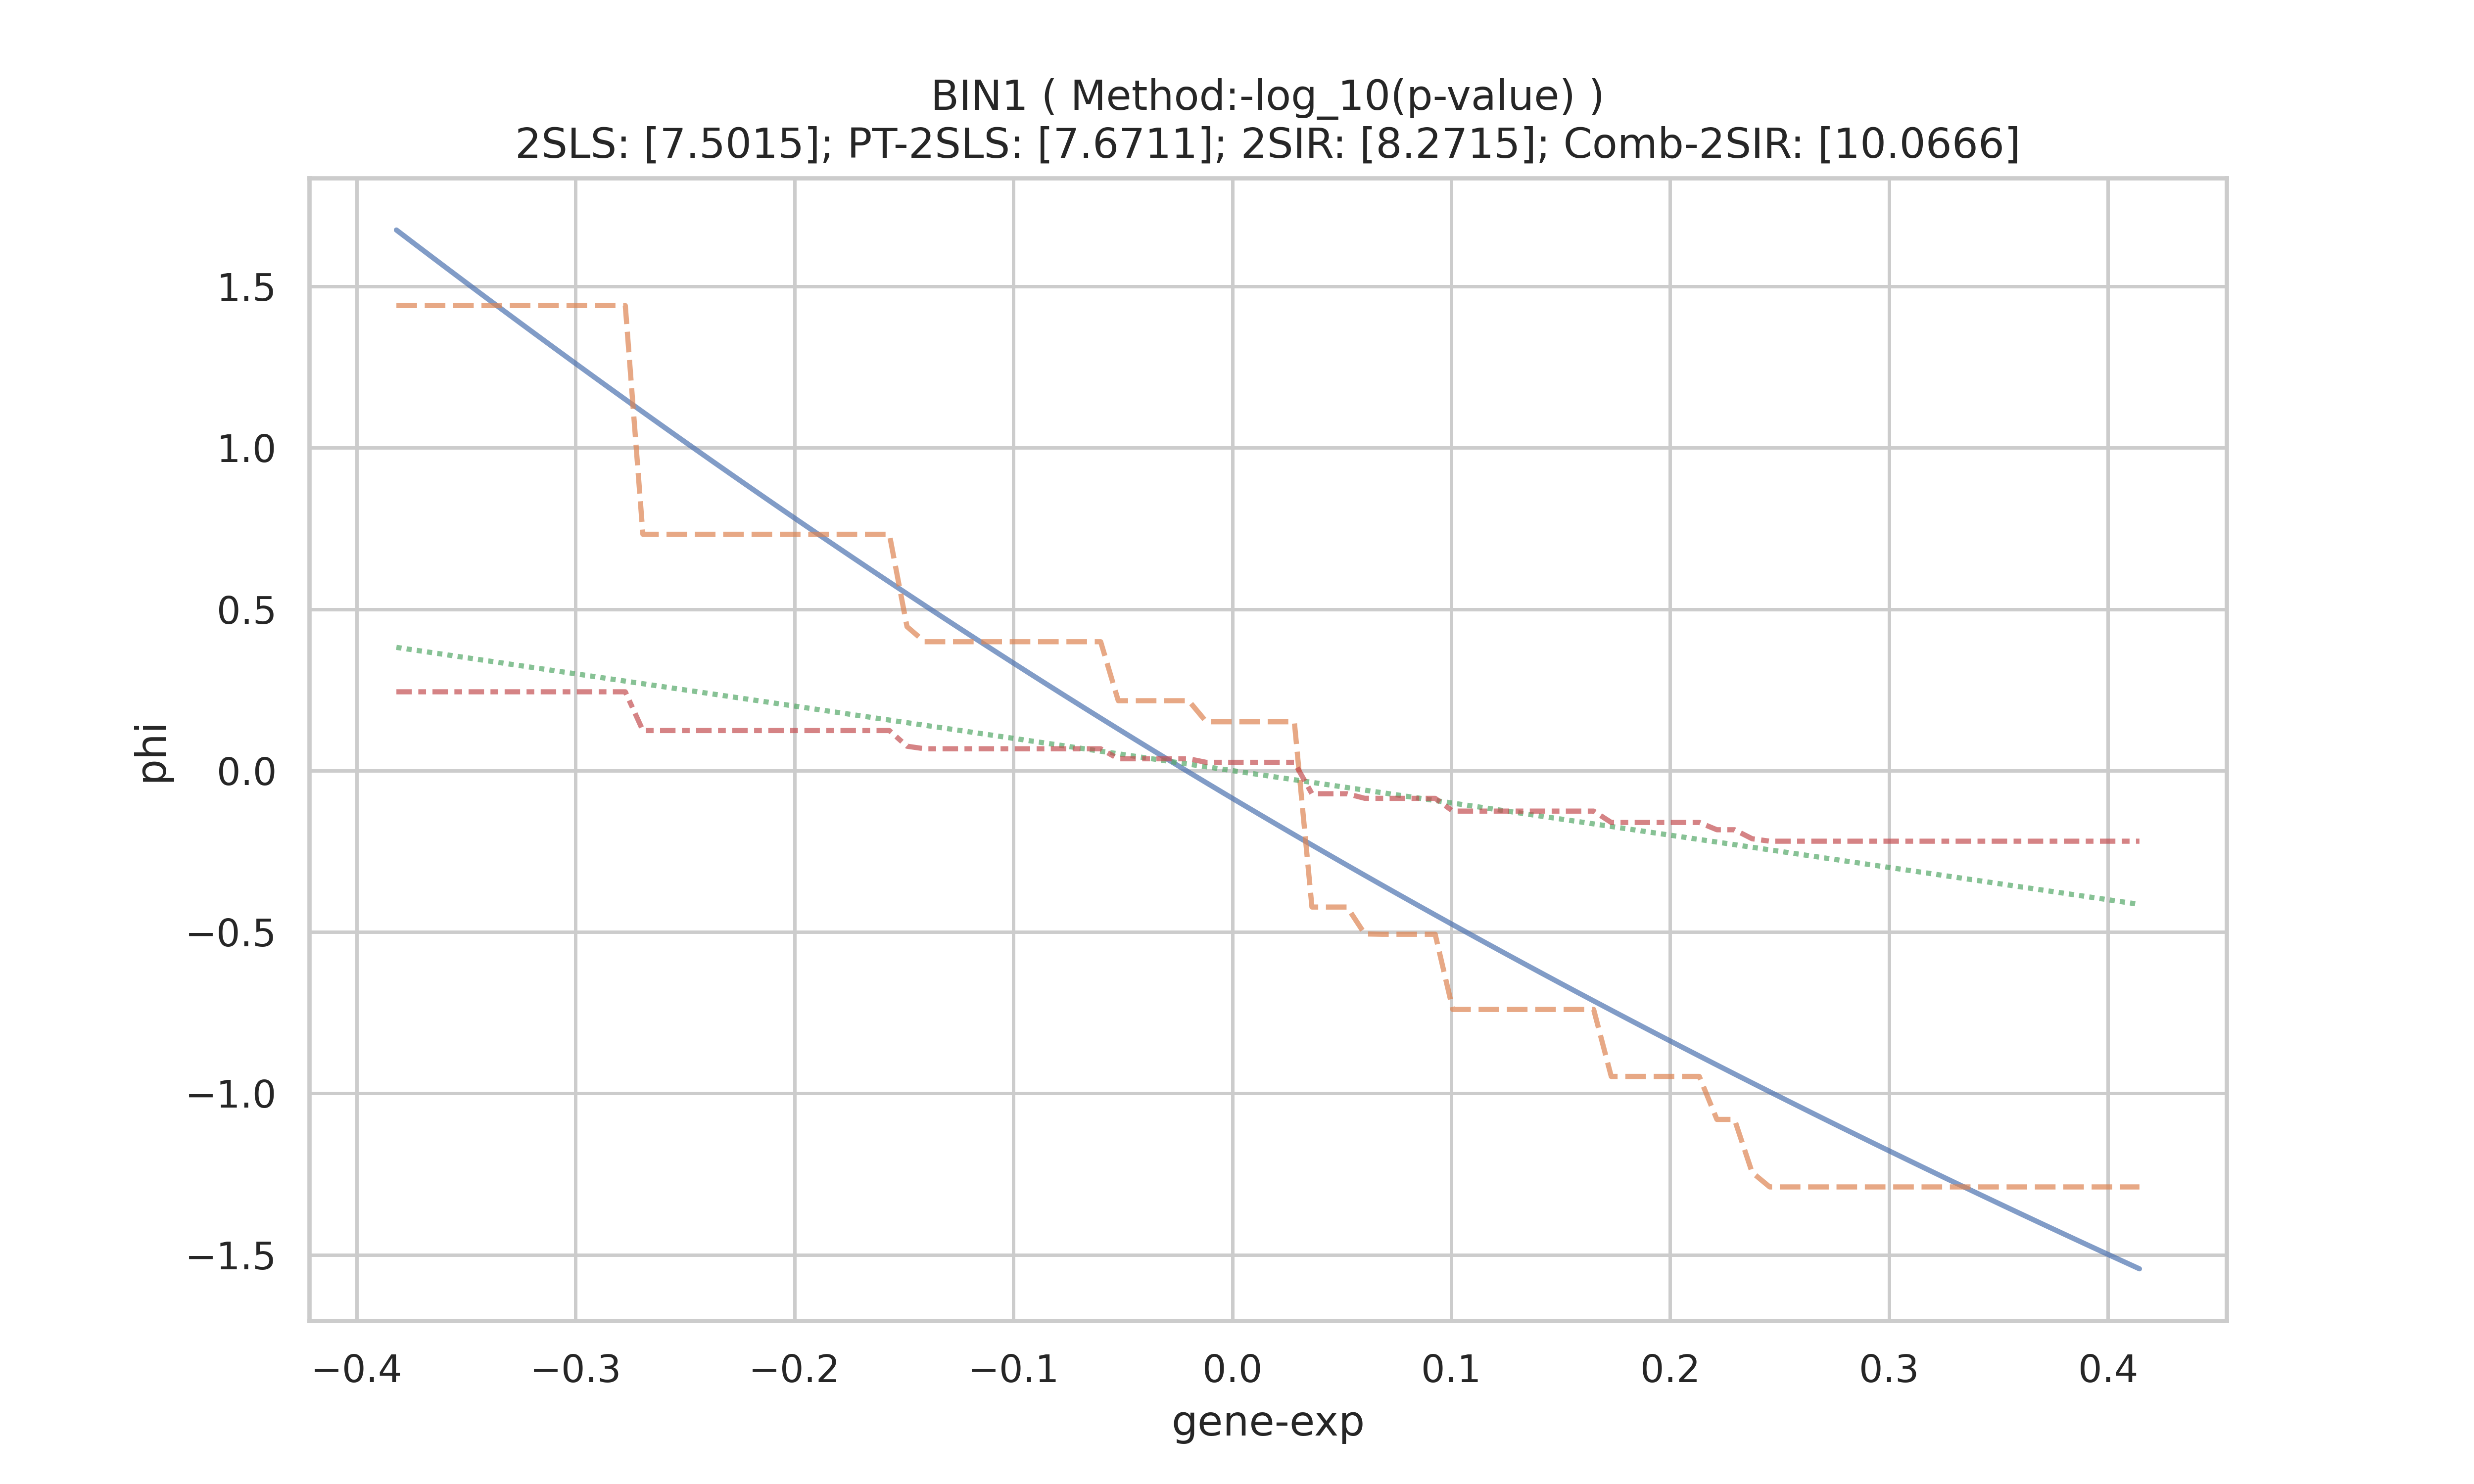 BIN1 ( Method:-log_10(p-value) )
2SLS: [7.5015]; PT-2SLS: [7.6711]; 2SIR: [8.2715]; Comb-2SIR: [10.0666]
1.5
1.0
0.5
0.0
−0.5
−1.0
−1.5
phi
−0.4 −0.3 −0.2 −0.1 0.0 0.1 0.2 0.3 0.4
gene-exp